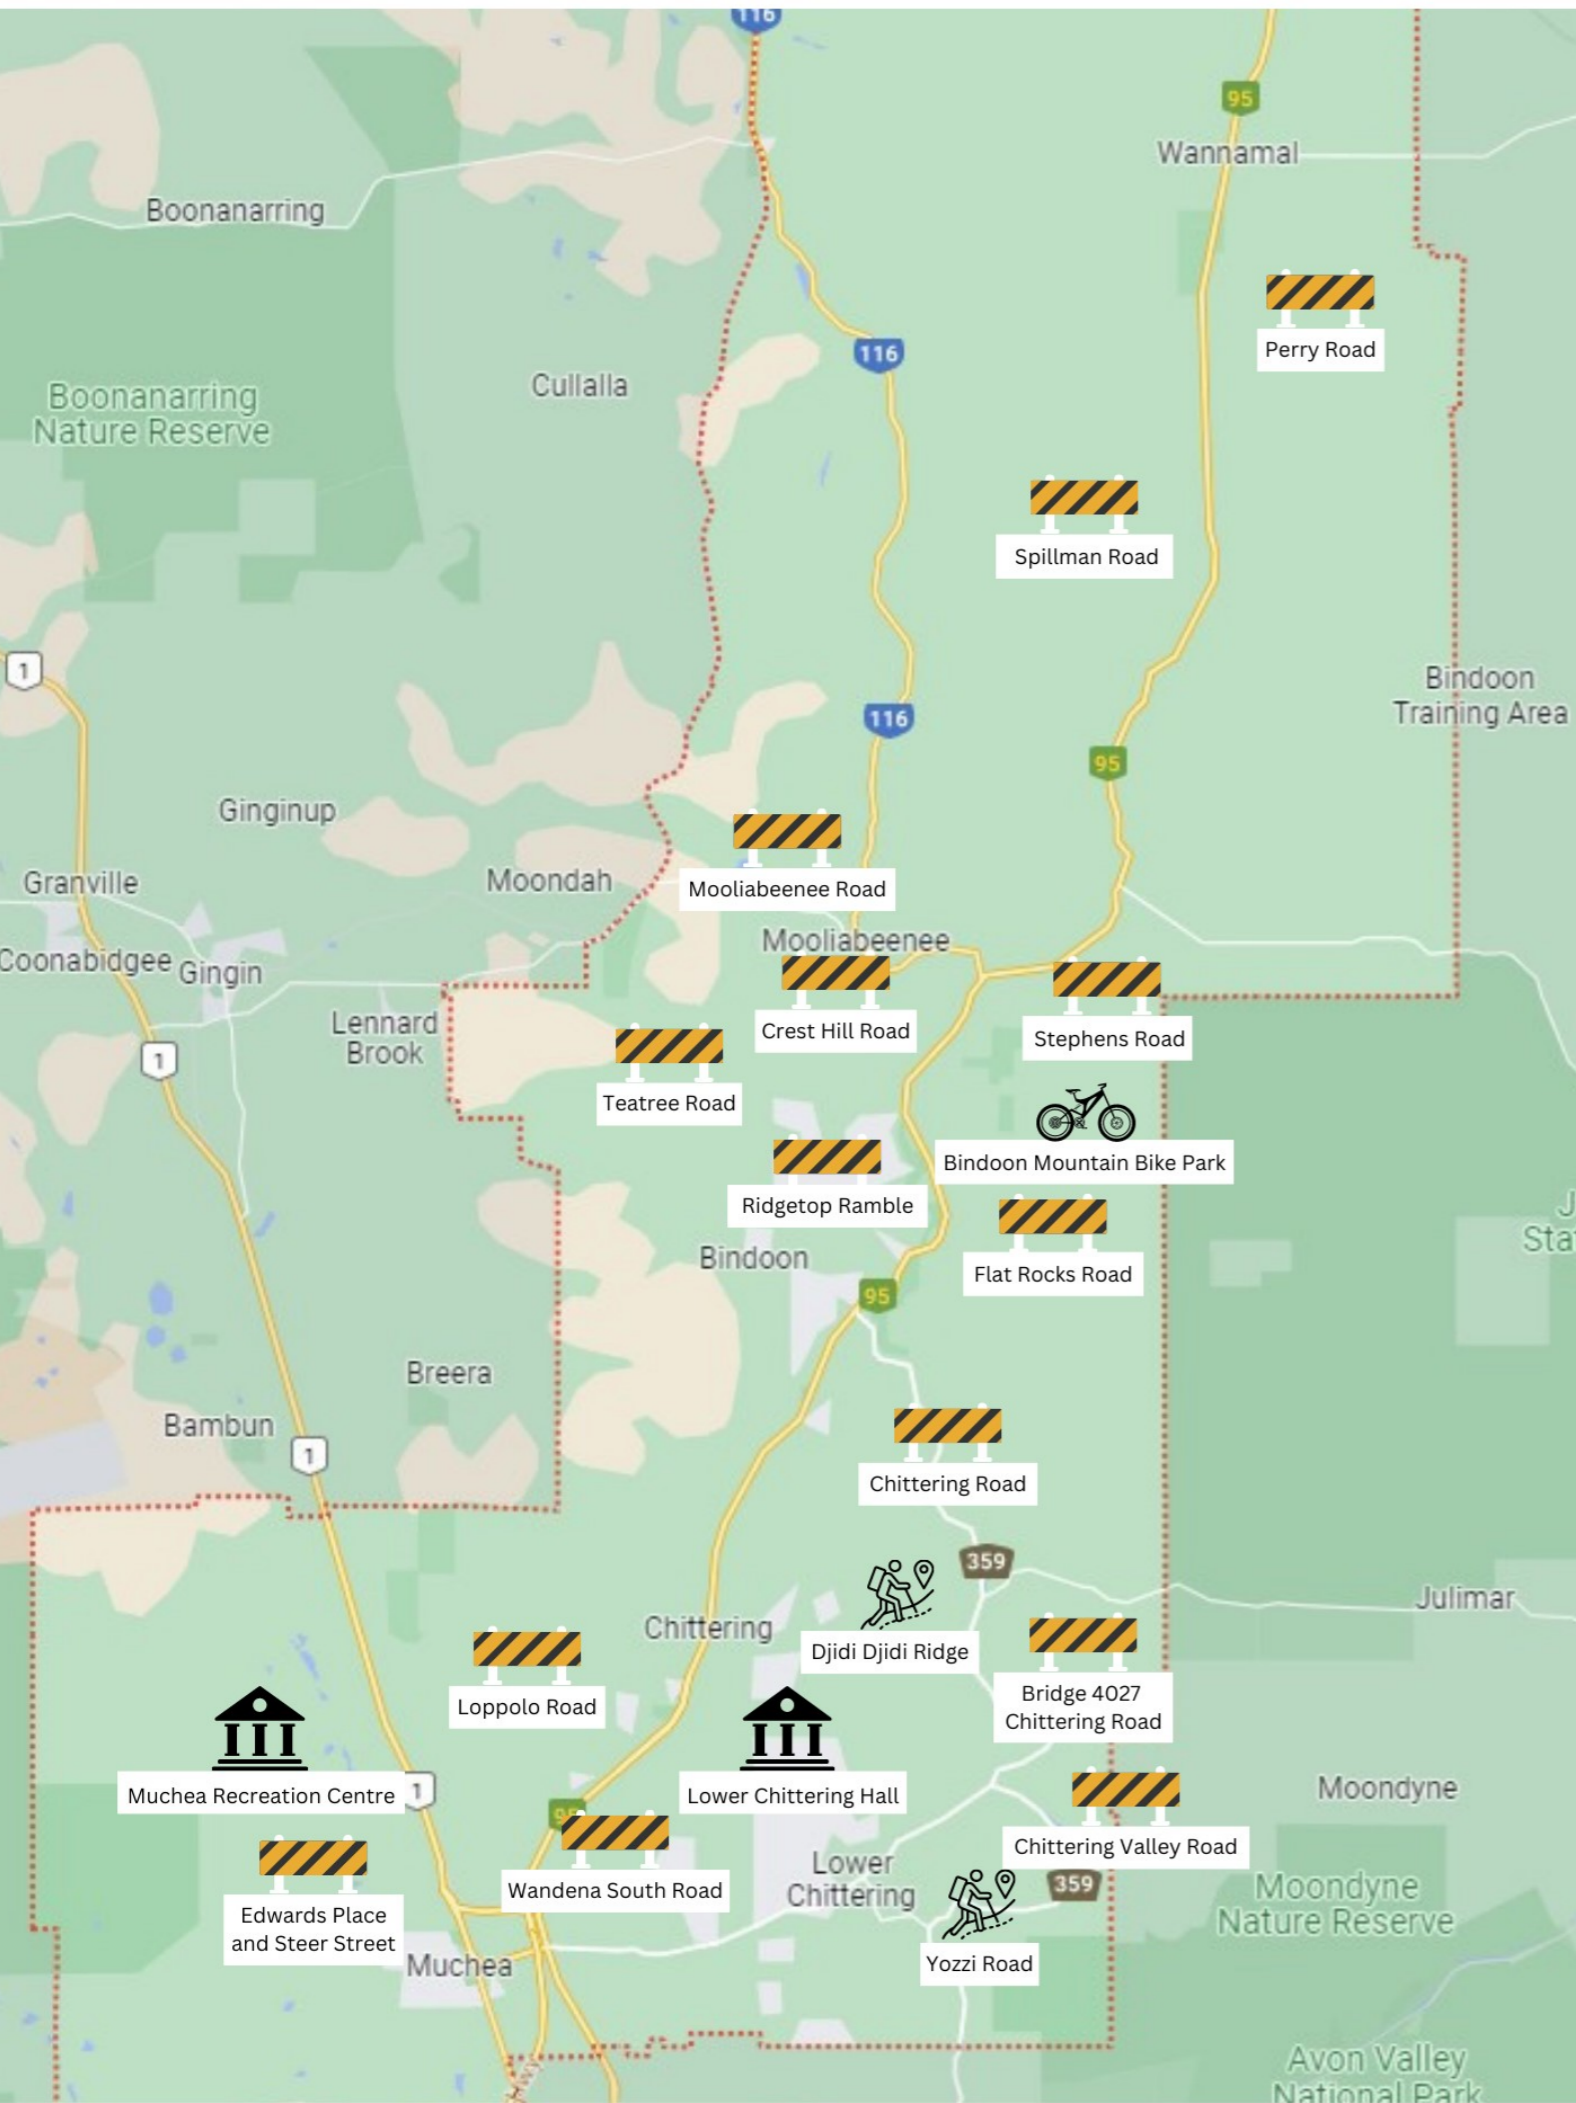 116
95
Wannamal
Boonanarring
Perry Road
116
Cullalla
Boonanarring
Nature Reserve
Spillman Road
1
Bindoon
Training Area
116
95
Ginginup
Mooliabeenee Road
Granville
Moondah
Mooliabeenee
Coonabidgee
Gingin
Crest Hill Road
Stephens Road
Lennard
Brook
1
Teatree Road
Bindoon Mountain Bike Park
Ridgetop Ramble
Bindoon
Flat Rocks Road
95
Breera
Bambun
1
Chittering Road
359
Julimar
Chittering
Djidi Djidi Ridge
Loppolo Road
Bridge 4027
Chittering Road
Muchea Recreation Centre
1
Lower Chittering Hall
Moondyne
95
Chittering Valley Road
Wandena South Road
Lower
Chittering
359
Moondyne
Nature Reserve
Edwards Place
and Steer Street
Muchea
Yozzi Road
Avon Valley
National Park
Hwy